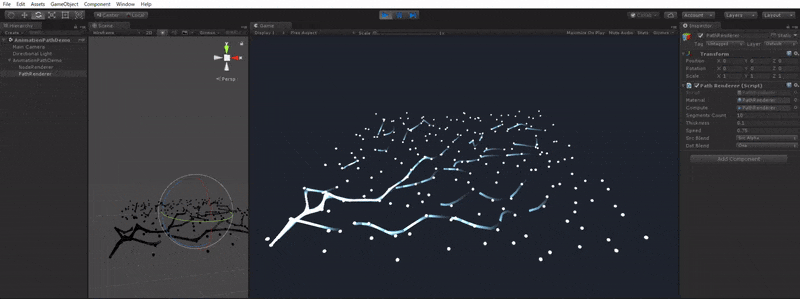 File Edit Assets GameObject Component Window Help
Center Local
Collab Account Layers Layout
Hierarchy
Create
AnimationPathDemo
Main Camera
Directional Light
AnimationPathDemo
NodeRenderer
PathRenderer
Scene
Wireframe 2D
Persp
Game
Display 1 Free Aspect Scale 1x Maximize On Play Mute Audio Stats Gizmos
Inspector
PathRenderer Static
Tag Untagged Layer Default
Transform
Position X 0 Y 0 Z 0
Rotation X 0 Y 0 Z 0
Scale X 1 Y 1 Z 1
Path Renderer (Script)
Material PathRenderer
Compute PathRenderer
Segments Count 10
Thickness 0.1
Speed 0.75
Src Blend Src Alpha
Dst Blend One
Add Component